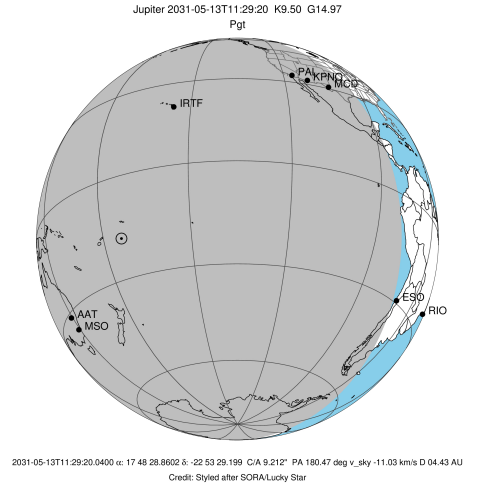 Jupiter 2031-05-13T11:29:20 K9.50 G14.97
Pgt
PAL
KPNO
MCD
IRTF
ESO
RIO
AAT
MSO
2031-05-13T11:29:20.0400 α: 17 48 28.8602 δ: -22 53 29.199 C/A 9.212" PA 180.47 deg v_sky -11.03 km/s D 04.43 AU
Credit: Styled after SORA/Lucky Star